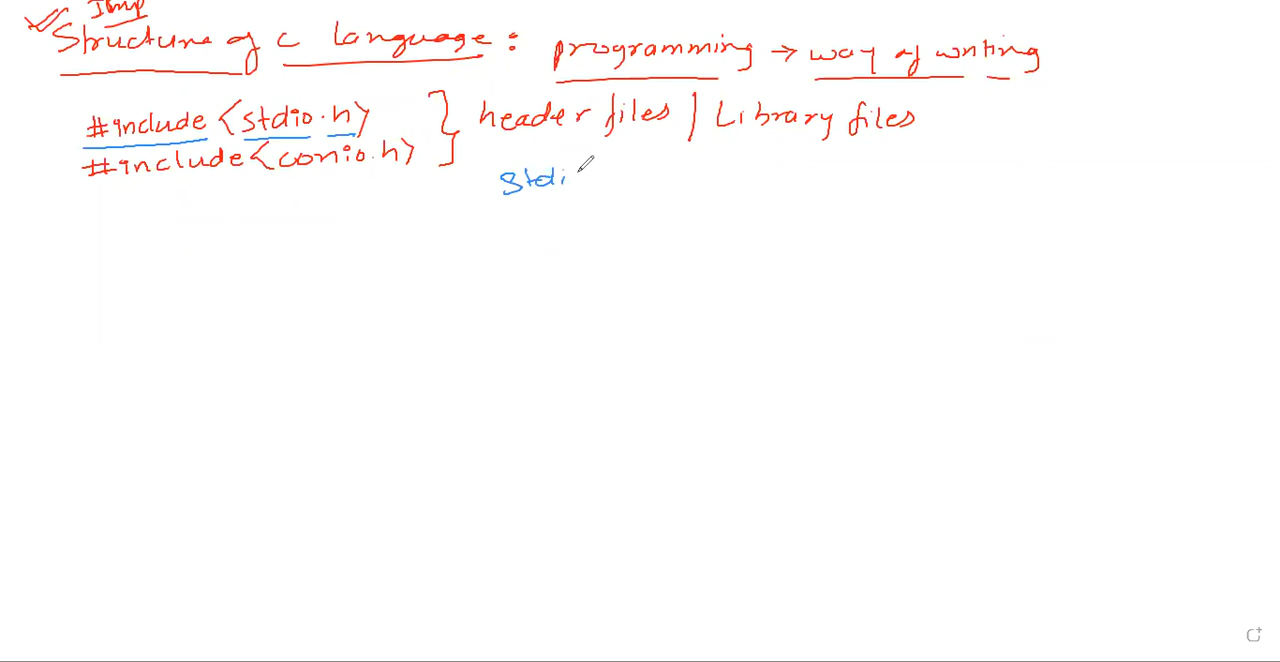 Imp
Structure of c language: programming → way of writing
#include <stdio.h> } header files | Library files
#include<conio.h>
stdi